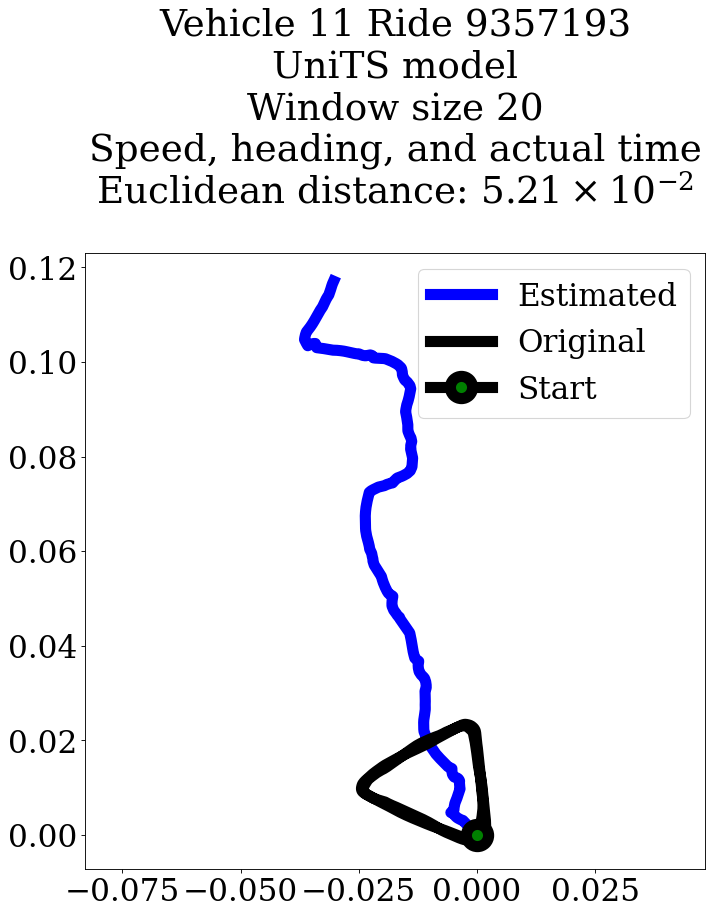 Vehicle 11 Ride 9357193
UniTS model
Window size 20
Speed, heading, and actual time
Euclidean distance: 5.21 × 10⁻²
Estimated
Original
Start
0.12
0.10
0.08
0.06
0.04
0.02
0.00
−0.075 −0.050 −0.025 0.000 0.025